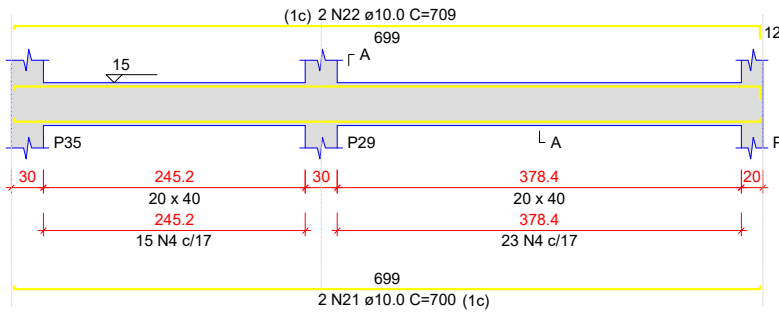 (1c) 2 N22 ø10.0 C=709
699
12
A
15
P35
P29
A
P
30
245.2
30
378.4
20
20 x 40
20 x 40
245.2
378.4
15 N4 c/17
23 N4 c/17
699
2 N21 ø10.0 C=700 (1c)